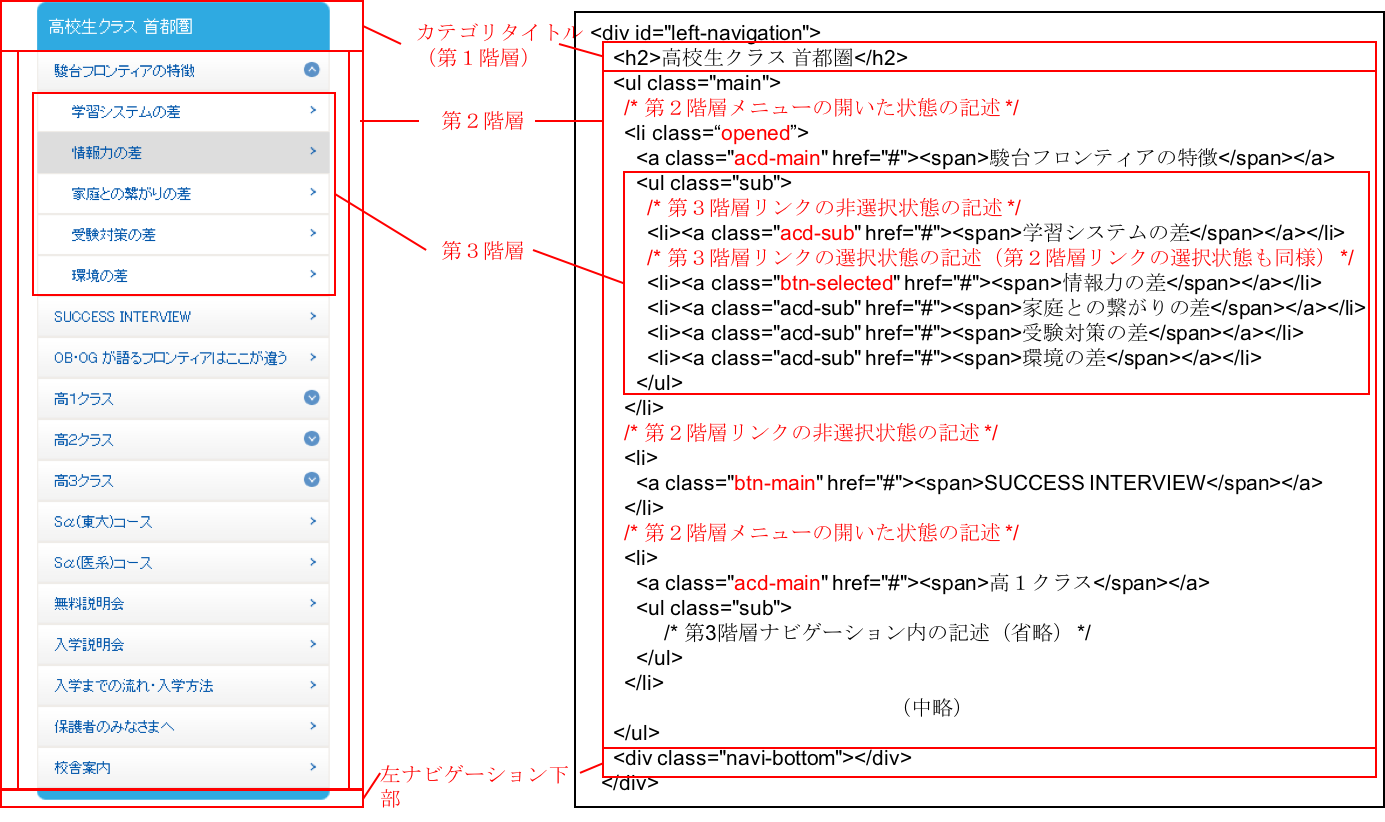 高校生クラス 首都圏
駿台フロンティアの特徴
学習システムの差
情報力の差
家庭との繋がりの差
受験対策の差
環境の差
SUCCESS INTERVIEW
OB･OG が語るフロンティアはここが違う
高1クラス
高2クラス
高3クラス
Sα(東大)コース
Sα(医系)コース
無料説明会
入学説明会
入学までの流れ･入学方法
保護者のみなさまへ
校舎案内
カテゴリタイトル
（第１階層）
第２階層
第３階層
左ナビゲーション下
部
<div id="left-navigation">
<h2>高校生クラス 首都圏</h2>
<ul class="main">
/* 第２階層メニューの開いた状態の記述 */
<li class=“opened”>
<a class="acd-main" href="#"><span>駿台フロンティアの特徴</span></a>
<ul class="sub">
/* 第３階層リンクの非選択状態の記述 */
<li><a class="acd-sub" href="#"><span>学習システムの差</span></a></li>
/* 第３階層リンクの選択状態の記述（第２階層リンクの選択状態も同様） */
<li><a class="btn-selected" href="#"><span>情報力の差</span></a></li>
<li><a class="acd-sub" href="#"><span>家庭との繋がりの差</span></a></li>
<li><a class="acd-sub" href="#"><span>受験対策の差</span></a></li>
<li><a class="acd-sub" href="#"><span>環境の差</span></a></li>
</ul>
</li>
/* 第２階層リンクの非選択状態の記述 */
<li>
<a class="btn-main" href="#"><span>SUCCESS INTERVIEW</span></a>
</li>
/* 第２階層メニューの開いた状態の記述 */
<li>
<a class="acd-main" href="#"><span>高１クラス</span></a>
<ul class="sub">
/* 第3階層ナビゲーション内の記述（省略） */
</ul>
</li>
（中略）
</ul>
<div class="navi-bottom"></div>
</div>